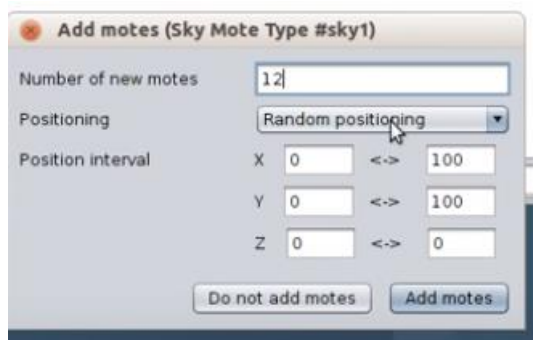 Add motes (Sky Mote Type #sky1)
Number of new motes 12
Positioning Random positioning
Position interval X 0 <-> 100
Y 0 <-> 100
Z 0 <-> 0
Do not add motes Add motes